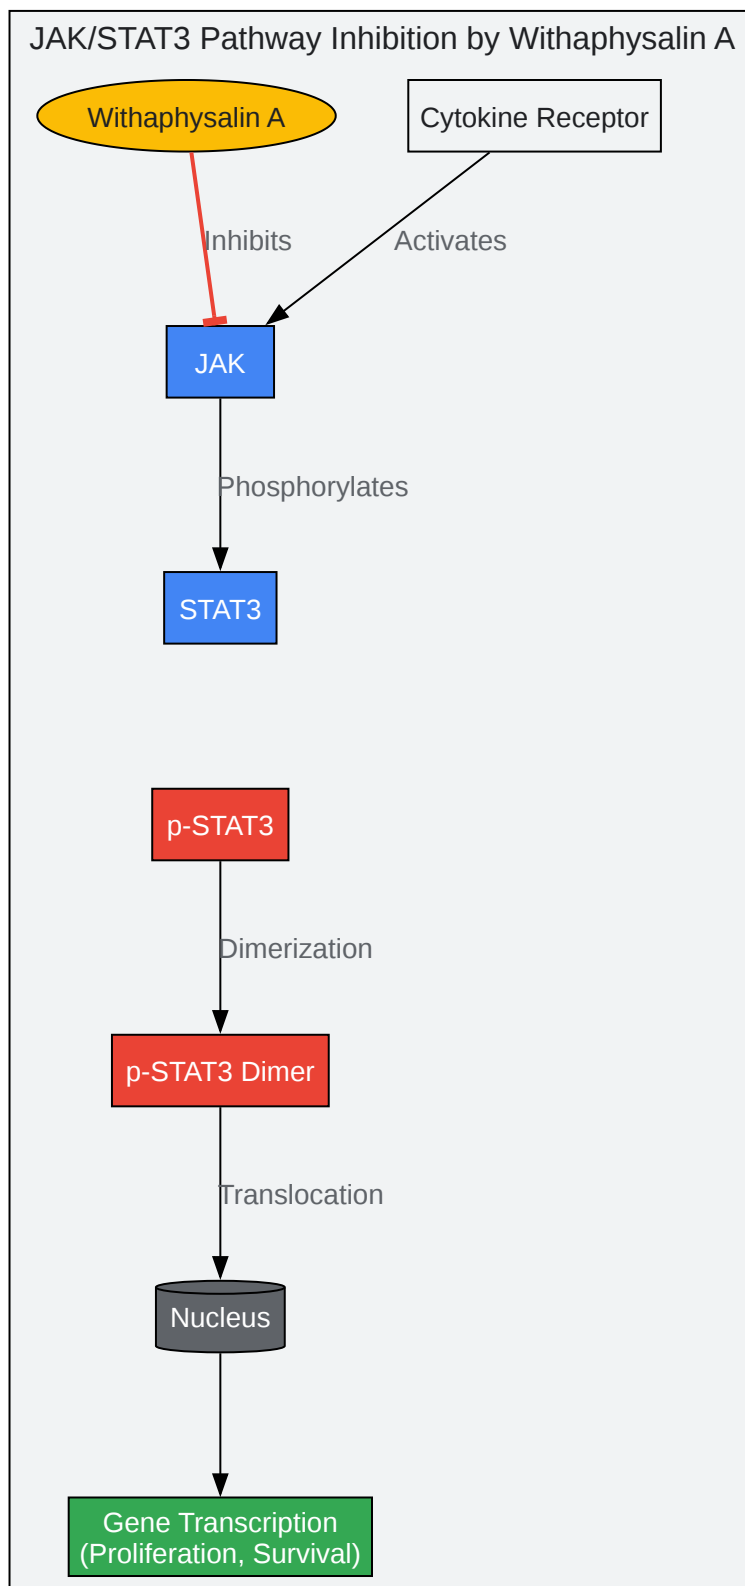 JAK/STAT3 Pathway Inhibition by Withaphysalin A
Withaphysalin A
Cytokine Receptor
Inhibits
Activates
JAK
Phosphorylates
STAT3
p-STAT3
Dimerization
p-STAT3 Dimer
Translocation
Nucleus
Gene Transcription
(Proliferation, Survival)